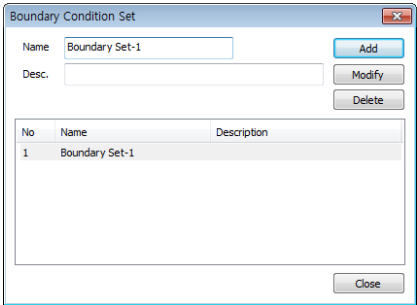 Boundary Condition Set
Name Boundary Set-1 Add
Desc. Modify
Delete
No Name Description
1 Boundary Set-1
Close